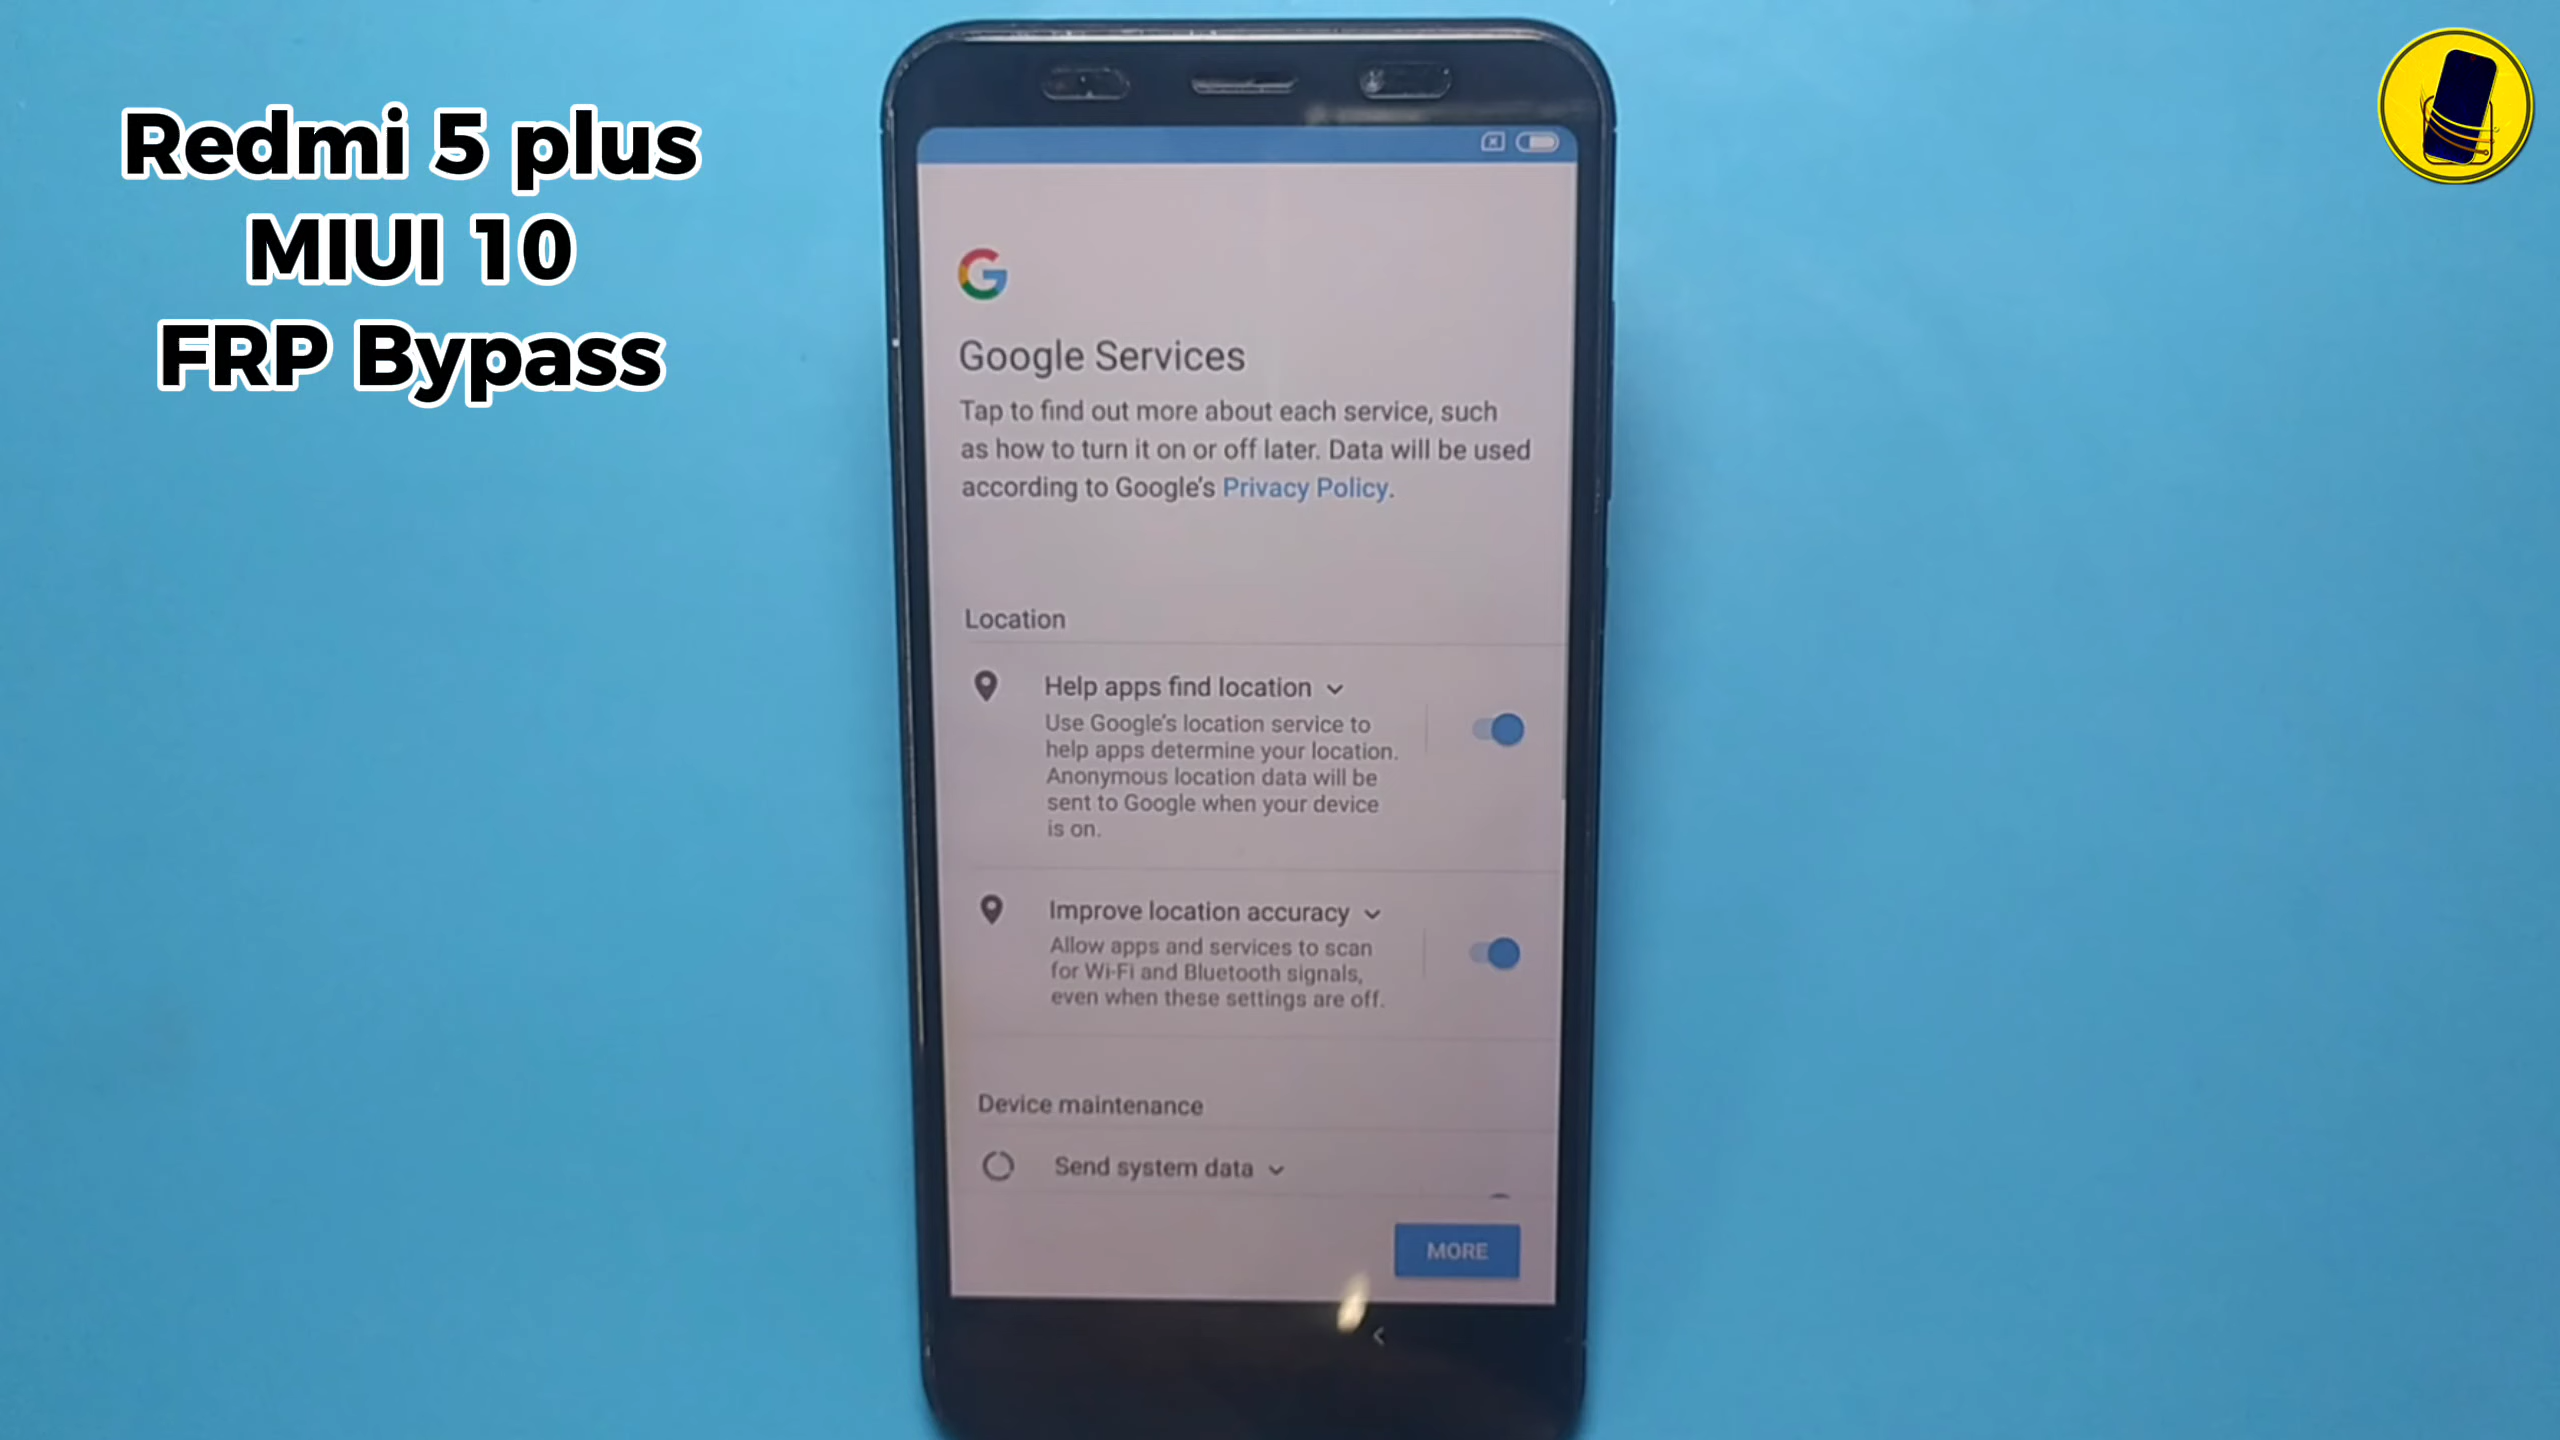 Redmi 5 plus
MIUI 10
FRP Bypass
Google Services
Tap to find out more about each service, such
as how to turn it on or off later. Data will be used
according to Google's Privacy Policy.
Location
Help apps find location
Use Google's location service to
help apps determine your location.
Anonymous location data will be
sent to Google when your device
is on.
Improve location accuracy
Allow apps and services to scan
for Wi-Fi and Bluetooth signals,
even when these settings are off.
Device maintenance
Send system data
MORE